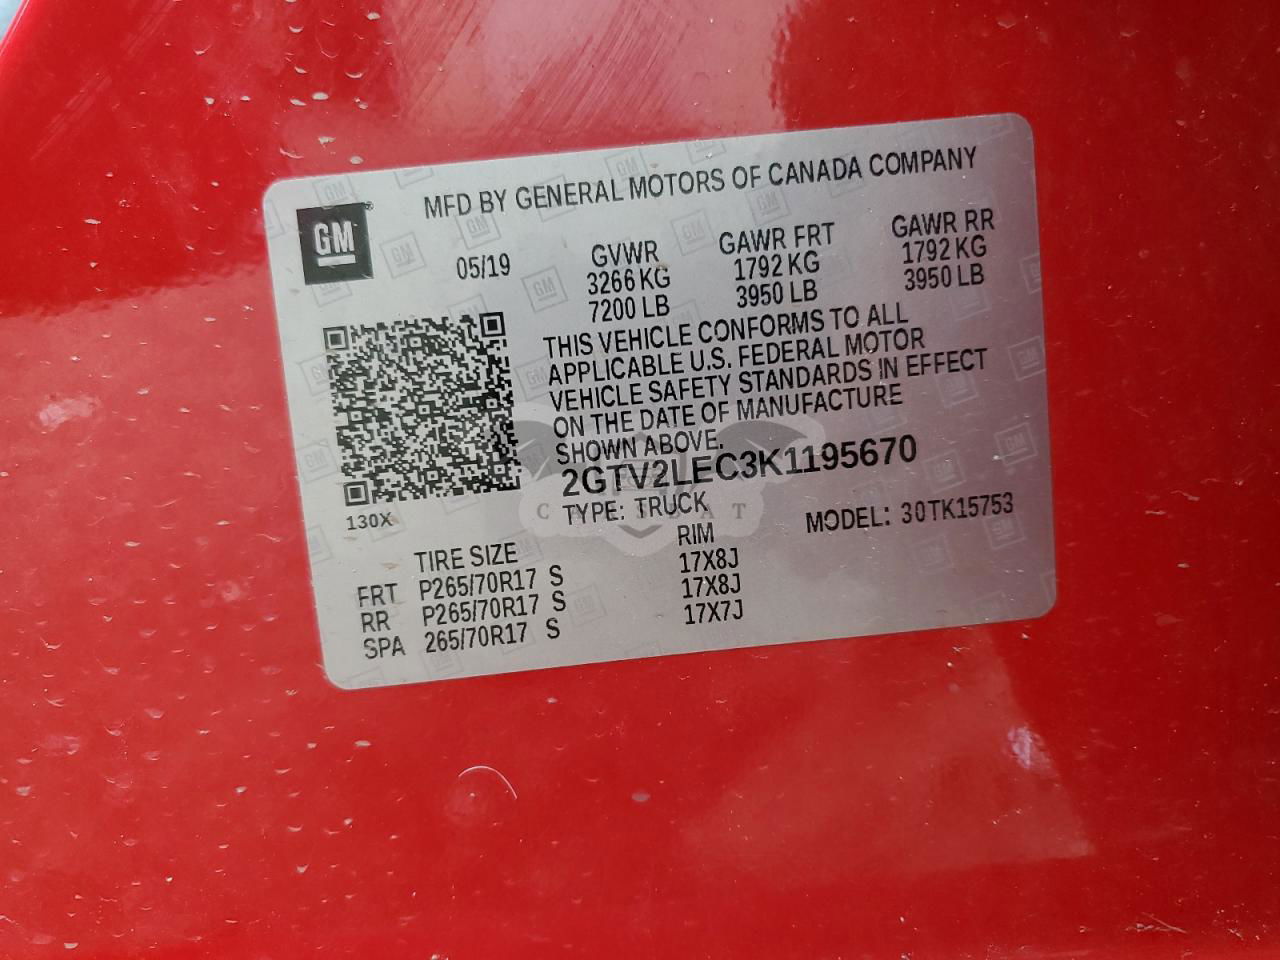 MFD BY GENERAL MOTORS OF CANADA COMPANY
GM
05/19
GVWR GAWR FRT GAWR RR
3266 KG 1792 KG 1792 KG
7200 LB 3950 LB 3950 LB
THIS VEHICLE CONFORMS TO ALL
APPLICABLE U.S. FEDERAL MOTOR
VEHICLE SAFETY STANDARDS IN EFFECT
ON THE DATE OF MANUFACTURE
SHOWN ABOVE.
2GTV2LEC3K1195670
130X
TYPE: TRUCK MODEL: 30TK15753
TIRE SIZE RIM
FRT P265/70R17 S 17X8J
RR P265/70R17 S 17X8J
SPA 265/70R17 S 17X7J